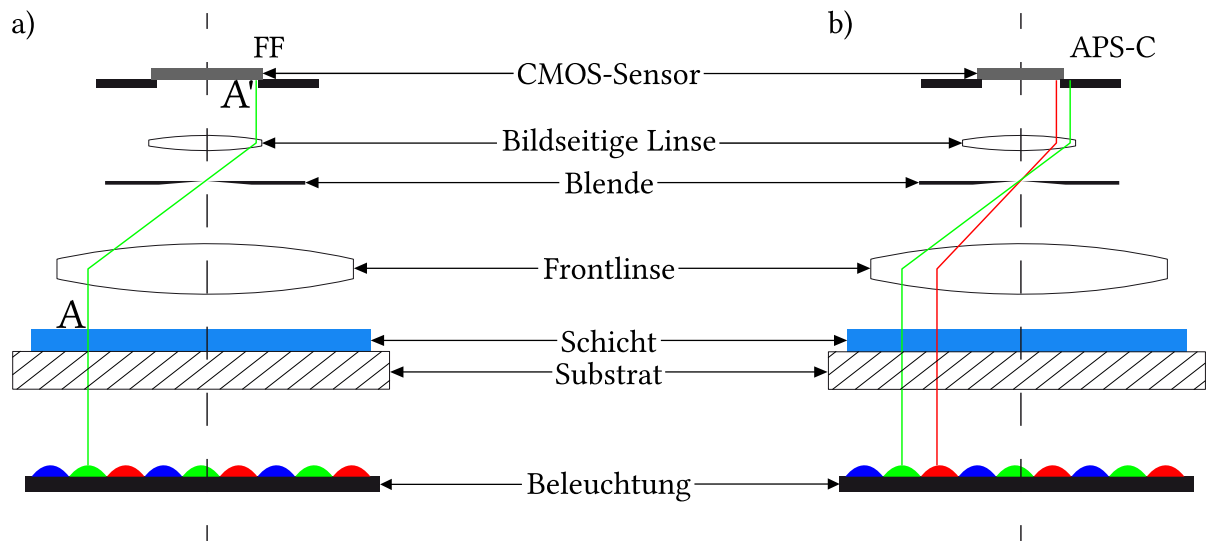 a)
b)
FF
APS-C
CMOS-Sensor
A'
Bildseitige Linse
Blende
Frontlinse
A
Schicht
Substrat
Beleuchtung